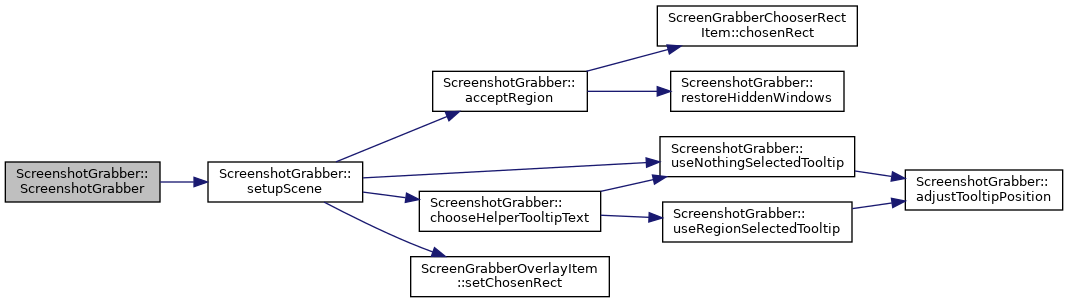 ScreenshotGrabber::
ScreenshotGrabber
ScreenshotGrabber::
setupScene
ScreenshotGrabber::
acceptRegion
ScreenGrabberChooserRect
Item::chosenRect
ScreenshotGrabber::
restoreHiddenWindows
ScreenshotGrabber::
useNothingSelectedTooltip
ScreenshotGrabber::
chooseHelperTooltipText
ScreenshotGrabber::
useRegionSelectedTooltip
ScreenshotGrabber::
adjustTooltipPosition
ScreenGrabberOverlayItem
::setChosenRect